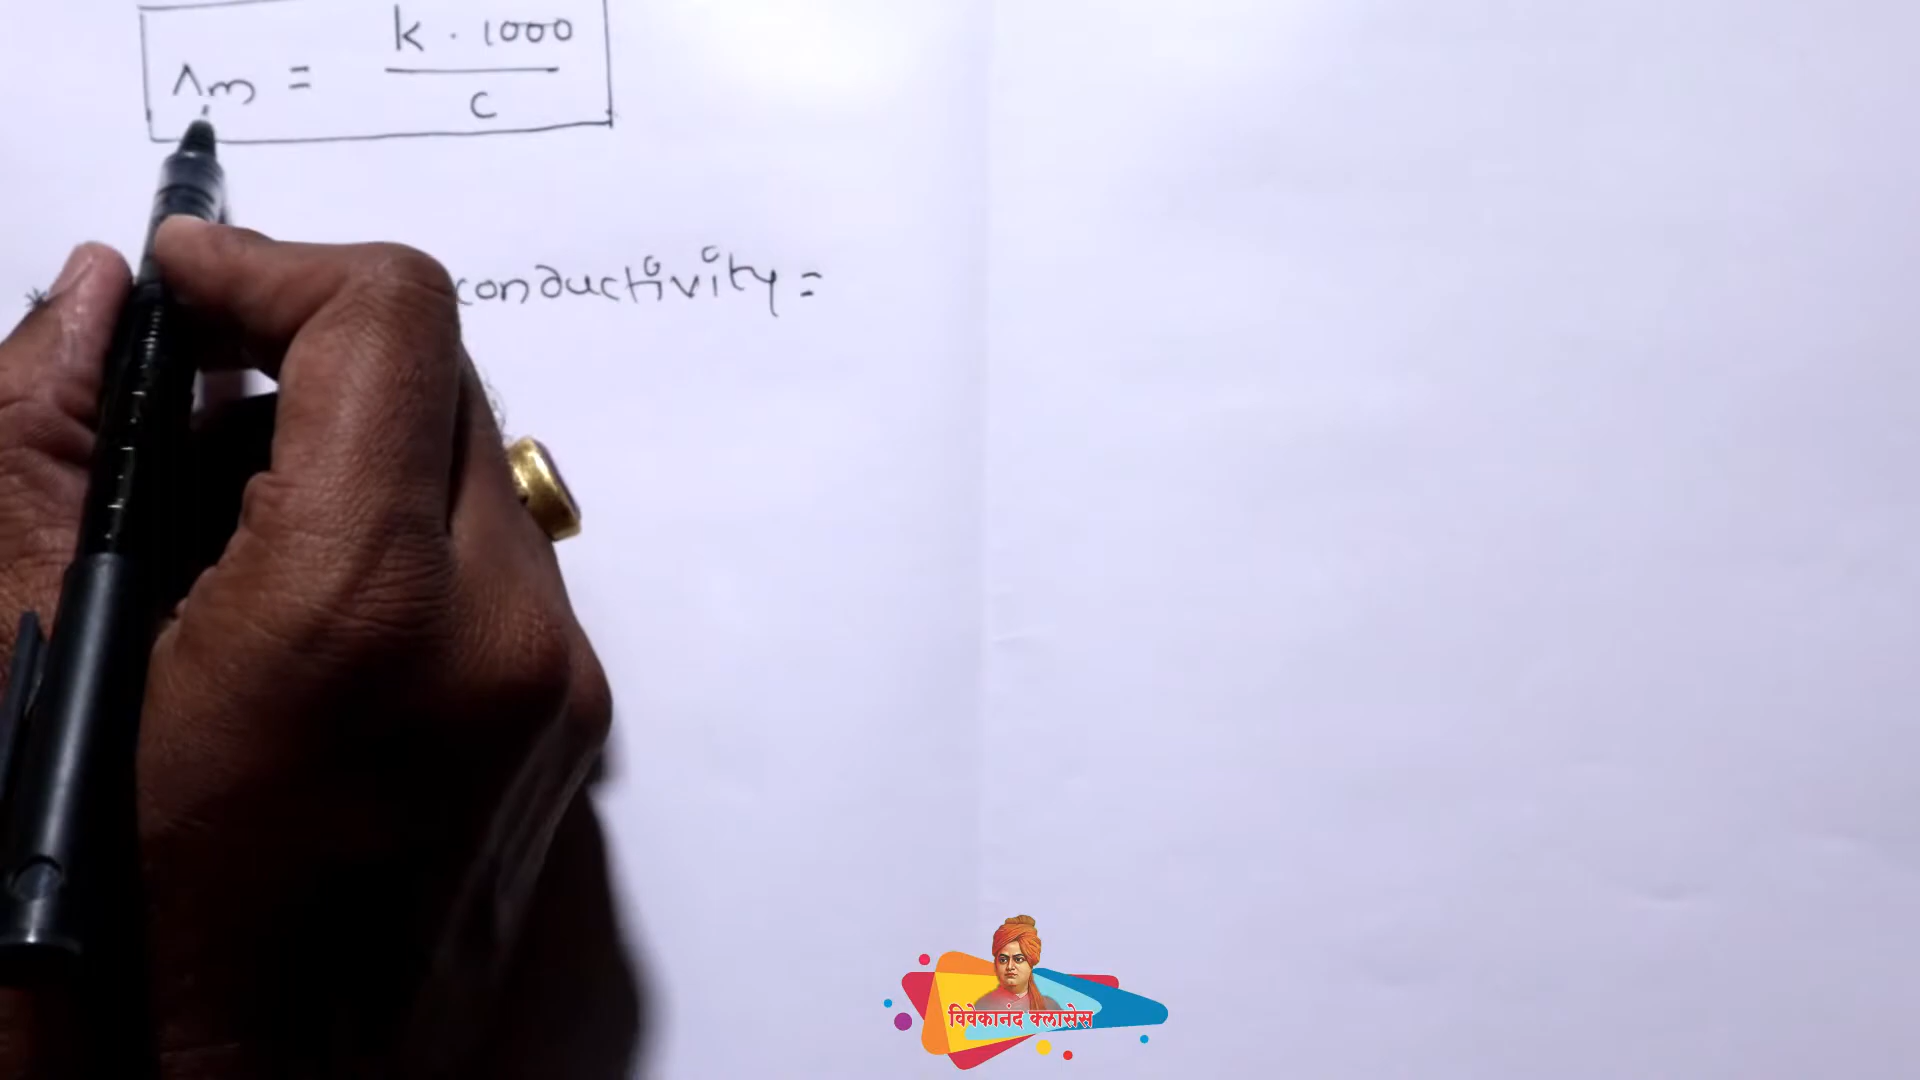 Λm = k · 1000 / c
* conductivity =
विवेकानंद क्लासेस